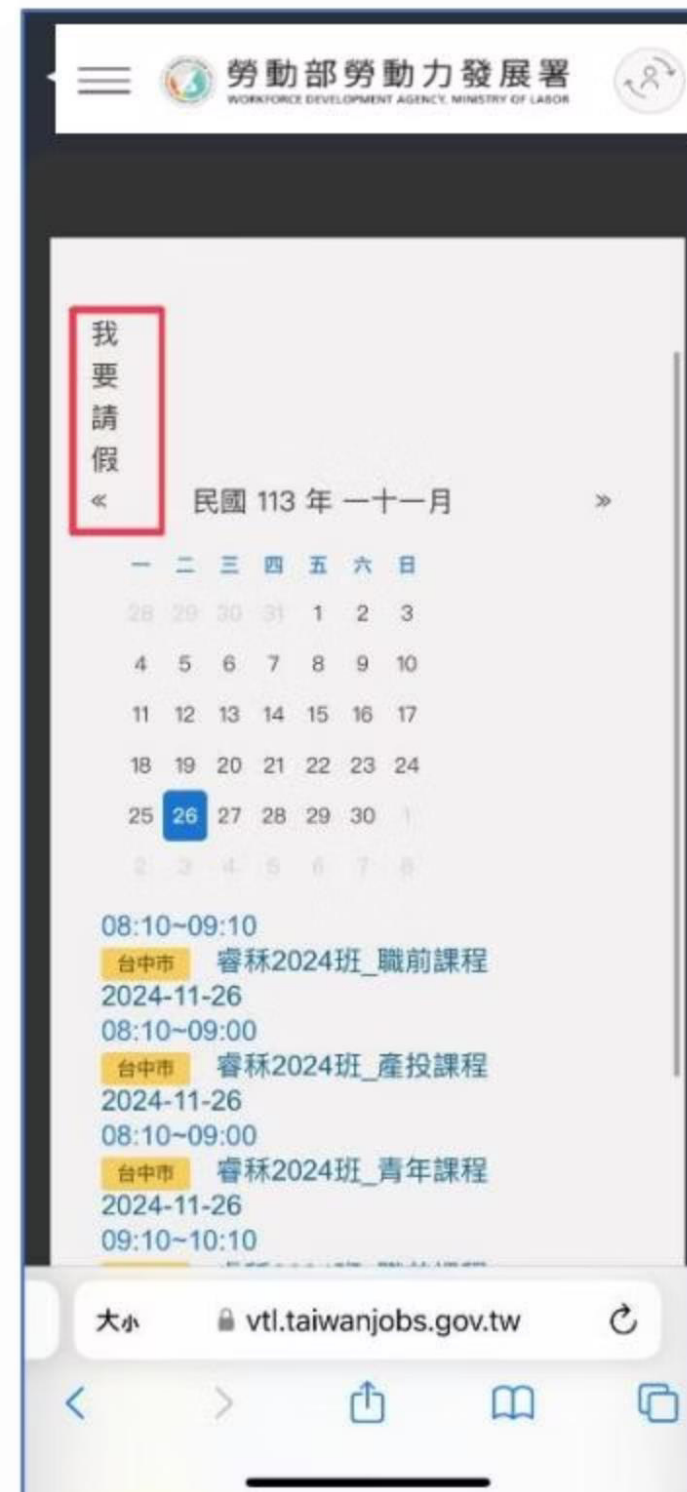 勞動部勞動力發展署
WORKFORCE DEVELOPMENT AGENCY, MINISTRY OF LABOR
我
要
請
假
« 民國 113 年 一十一月 »
一 二 三 四 五 六 日
28 29 30 31 1 2 3
4 5 6 7 8 9 10
11 12 13 14 15 16 17
18 19 20 21 22 23 24
25 26 27 28 29 30 1
2 3 4 5 6 7 8
08:10~09:10
台中市 睿秝2024班_職前課程
2024-11-26
08:10~09:00
台中市 睿秝2024班_產投課程
2024-11-26
08:10~09:00
台中市 睿秝2024班_青年課程
2024-11-26
09:10~10:10
大小 vtl.taiwanjobs.gov.tw